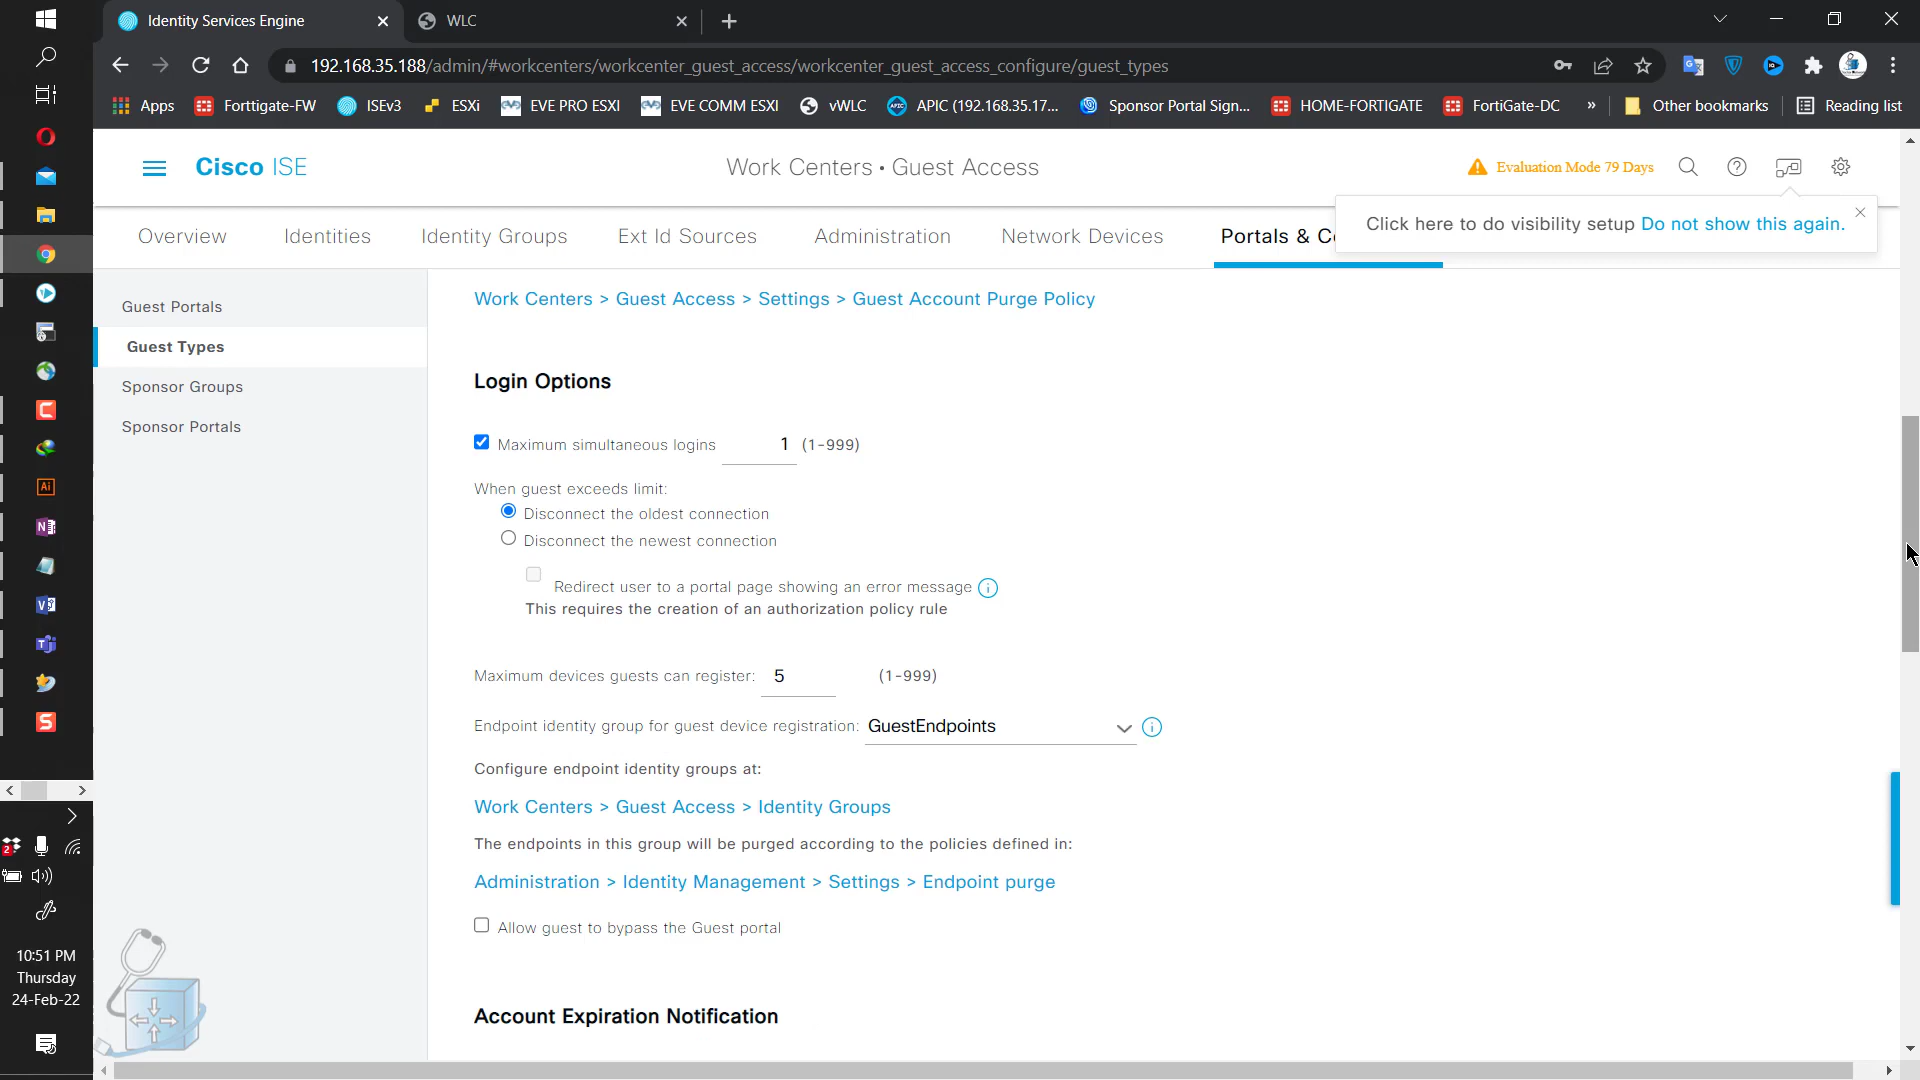 Identity Services Engine
WLC
192.168.35.188/admin/#workcenters/workcenter_guest_access/workcenter_guest_access_configure/guest_types
Apps
Fortigate-FW
ISEv3
ESXi
EVE PRO ESXI
EVE COMM ESXI
vWLC
APIC (192.168.35.17...
Sponsor Portal Sign...
HOME-FORTIGATE
FortiGate-DC
»
Other bookmarks
Reading list
Cisco ISE
Work Centers • Guest Access
Evaluation Mode 79 Days
Click here to do visibility setup Do not show this again.
Overview
Identities
Identity Groups
Ext Id Sources
Administration
Network Devices
Portals & Co
Guest Portals
Guest Types
Sponsor Groups
Sponsor Portals
Work Centers > Guest Access > Settings > Guest Account Purge Policy
Login Options
Maximum simultaneous logins 1 (1-999)
When guest exceeds limit:
Disconnect the oldest connection
Disconnect the newest connection
Redirect user to a portal page showing an error message
This requires the creation of an authorization policy rule
Maximum devices guests can register: 5 (1-999)
Endpoint identity group for guest device registration: GuestEndpoints
Configure endpoint identity groups at:
Work Centers > Guest Access > Identity Groups
The endpoints in this group will be purged according to the policies defined in:
Administration > Identity Management > Settings > Endpoint purge
Allow guest to bypass the Guest portal
Account Expiration Notification
10:51 PM
Thursday
24-Feb-22